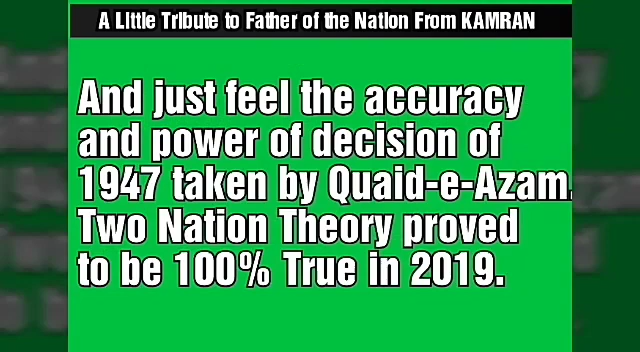 A Little Tribute to Father of the Nation From KAMRAN
And just feel the accuracy
and power of decision of
1947 taken by Quaid-e-Azam.
Two Nation Theory proved
to be 100% True in 2019.